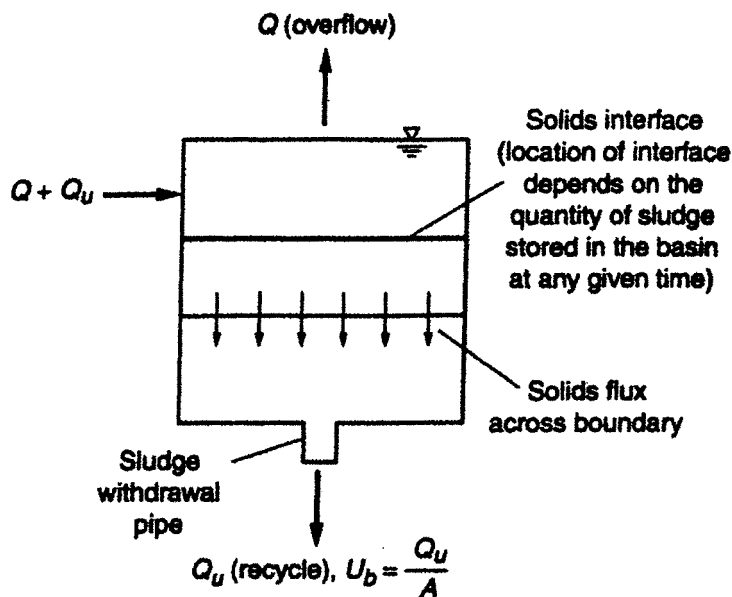 Q (overflow)
Solids interface
(location of interface
depends on the
quantity of sludge
stored in the basin
at any given time)
Q + Qᵤ
Solids flux
across boundary
Sludge
withdrawal
pipe
Qᵤ (recycle), U_b = Qᵤ
A